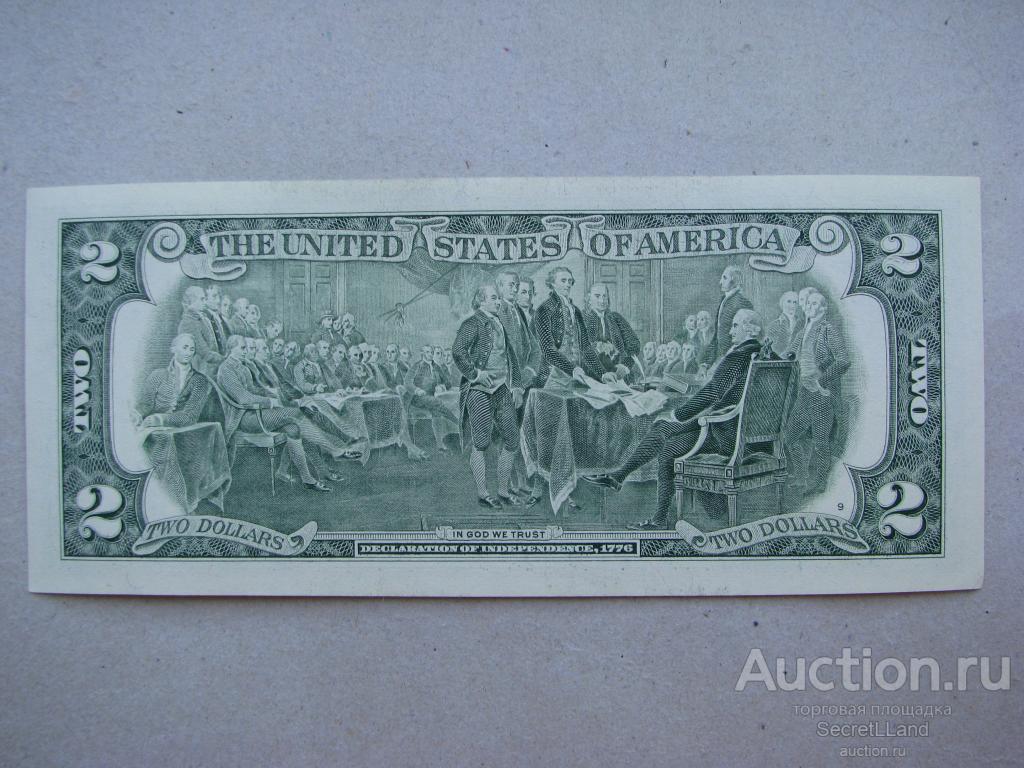 2 THE UNITED STATES OF AMERICA 2
TWO
TWO
9
2 TWO DOLLARS
IN GOD WE TRUST
TWO DOLLARS 2
DECLARATION OF INDEPENDENCE, 1776
Auction.ru
торговая площадка
SecretLLand
auction.ru